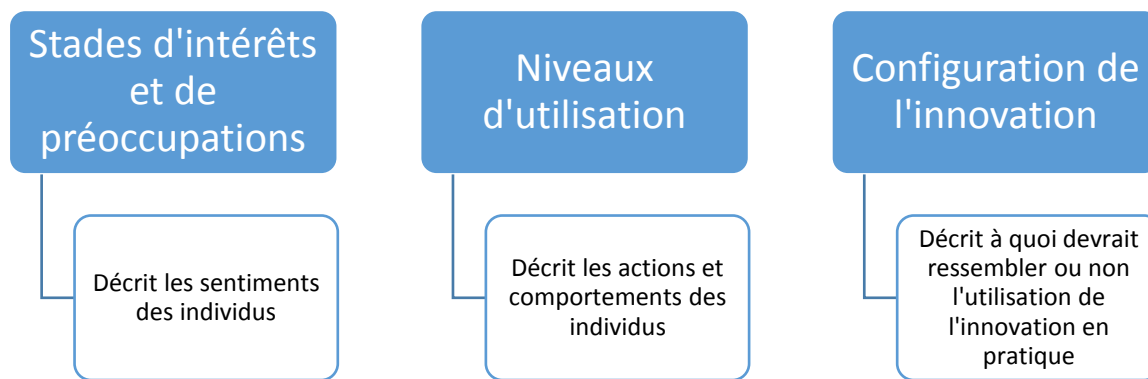 Stades d'intérêts
et de
préoccupations
Décrit les sentiments
des individus
Niveaux
d'utilisation
Décrit les actions et
comportements des
individus
Configuration de
l'innovation
Décrit à quoi devrait
ressembler ou non
l'utilisation de
l'innovation en
pratique